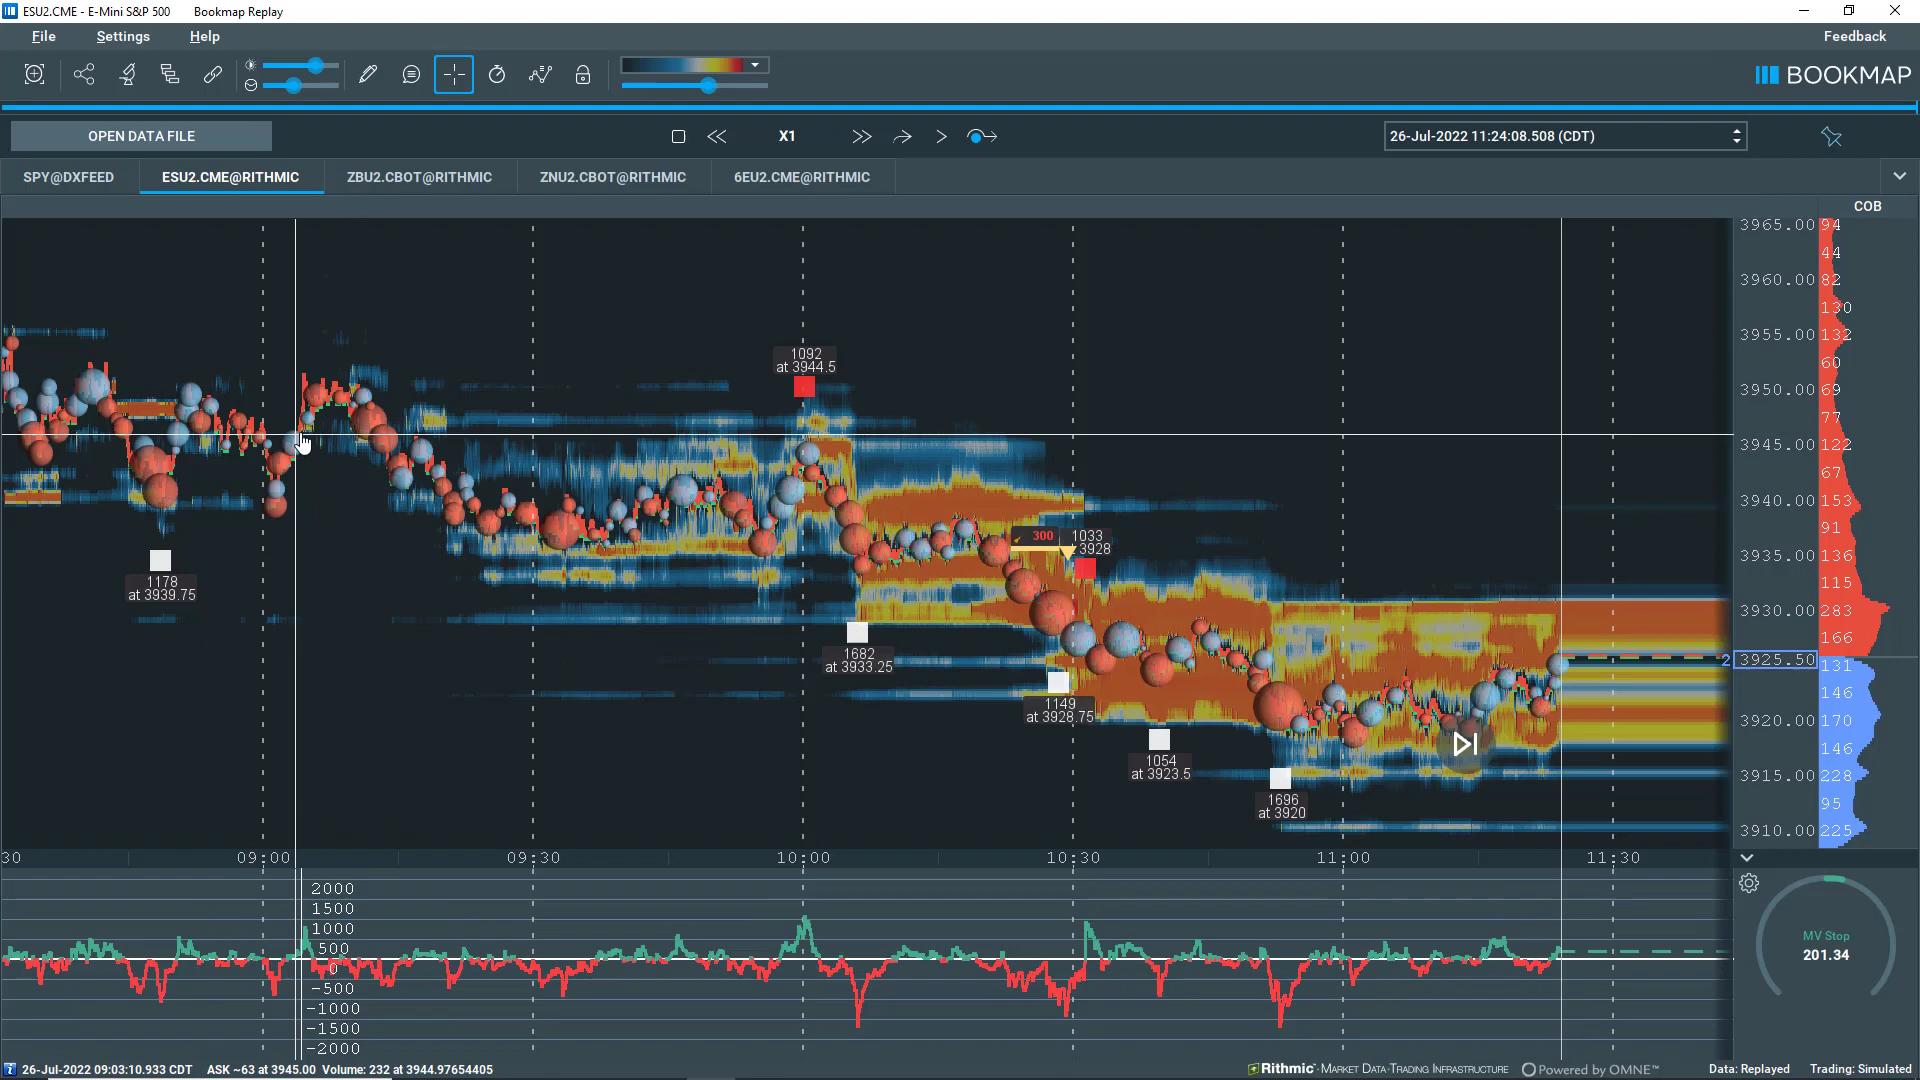 ESU2.CME - E-Mini S&P 500 Bookmap Replay
File Settings Help Feedback
BOOKMAP
OPEN DATA FILE X1 26-Jul-2022 11:24:08.508 (CDT)
SPY@DXFEED ESU2.CME@RITHMIC ZBU2.CBOT@RITHMIC ZNU2.CBOT@RITHMIC 6EU2.CME@RITHMIC
COB
3965.00 94
44
3960.00 82
130
3955.00 132
60
3950.00 69
77
3945.00 122
67
3940.00 153
91
3935.00 136
115
3930.00 283
166
2 3925.50 131
146
3920.00 170
146
3915.00 228
95
3910.00 225
1092
at 3944.5
1178
at 3939.75
300
1033
3928
1682
at 3933.25
1149
at 3928.75
1054
at 3923.5
1696
at 3920
30 09:00 09:30 10:00 10:30 11:00 11:30
2000
1500
1000
500
0
-500
-1000
-1500
-2000
MV Stop
201.34
26-Jul-2022 09:03:10.933 CDT ASK ~63 at 3945.00 Volume: 232 at 3944.97654405 Rithmic · MARKET DATA · TRADING INFRASTRUCTURE Powered by OMNE™ Data: Replayed Trading: Simulated